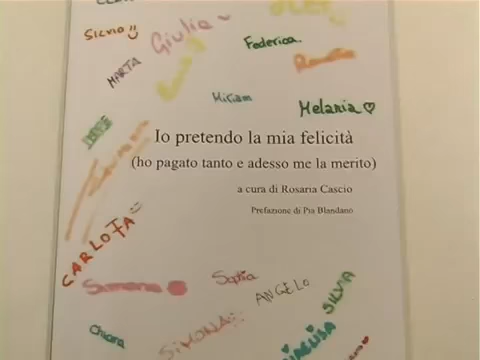 SILVIO
Giulia
Federica.
MARTA
Miriam
Melania
Io pretendo la mia felicità
(ho pagato tanto e adesso me la merito)
a cura di Rosaria Cascio
Prefazione di Pia Blandano
CARLOTA
Simona
Sofia
ANGELO
SILVIA
Chiara
SIMONA